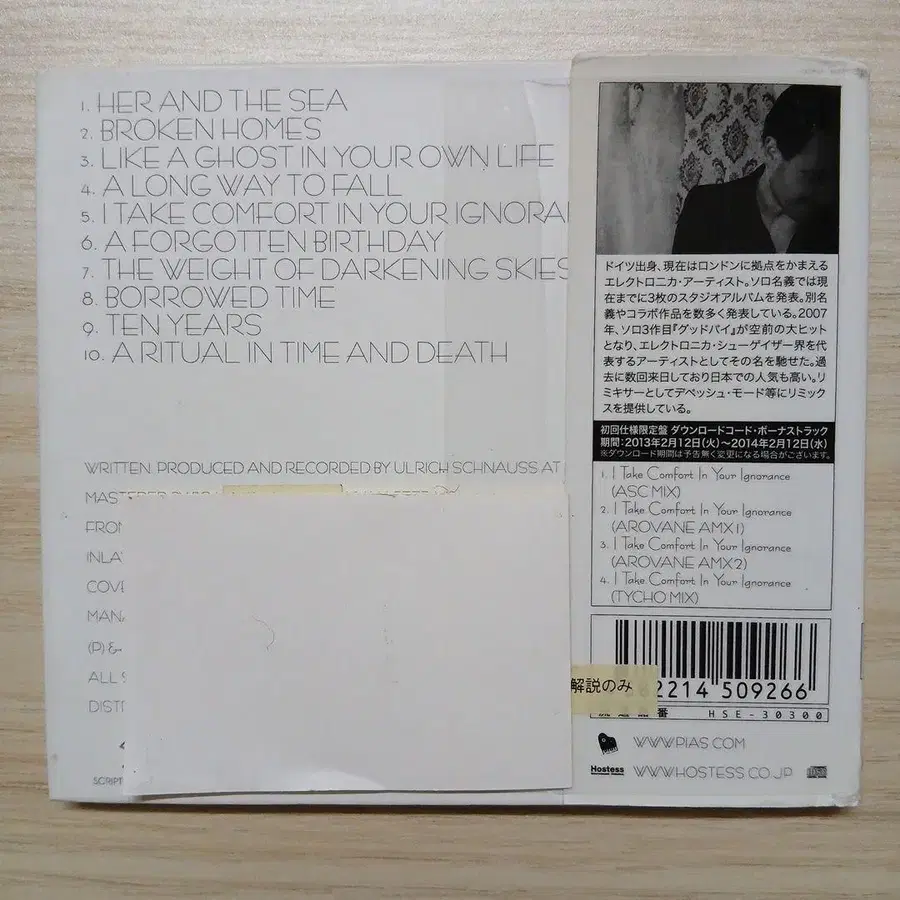 1. HER AND THE SEA
2. BROKEN HOMES
3. LIKE A GHOST IN YOUR OWN LIFE
4. A LONG WAY TO FALL
5. I TAKE COMFORT IN YOUR IGNORA
6. A FORGOTTEN BIRTHDAY
7. THE WEIGHT OF DARKENING SKIES
8. BORROWED TIME
9. TEN YEARS
10. A RITUAL IN TIME AND DEATH
WRITTEN, PRODUCED AND RECORDED BY ULRICH SCHNAUSS AT
FROM
INLA
COVE
MANA
(P) &
ALL
DISTR
SCRIPT
ドイツ出身、現在はロンドンに拠点をかまえる
エレクトロニカ・アーティスト。ソロ名義では現
在までに3枚のスタジオアルバムを発表。別名
義やコラボ作品を数多く発表している。2007
年、ソロ3作目『グッドバイ』が空前の大ヒット
となり、エレクトロニカ・シューゲイザー界を代
表するアーティストとしてその名を馳せた。過
去に数回来日しており日本での人気も高い。リ
ミキサーとしてデペッシュ・モード等にリミック
スを提供している。
初回仕様限定盤 ダウンロードコード・ボーナストラック
期間:2013年2月12日(火)~2014年2月12日(水)
※ダウンロード期間は予告無く変更になる場合がございます。
1. I Take Comfort In Your Ignorance
(ASC MIX)
2. I Take Comfort In Your Ignorance
(AROVANE AMX1)
3. I Take Comfort In Your Ignorance
(AROVANE AMX2)
4. I Take Comfort In Your Ignorance
(TYCHO MIX)
解説のみ
2214 509266
番 HSE-30300
WWW.PIAS.COM
Hostess WWW.HOSTESS.CO.JP